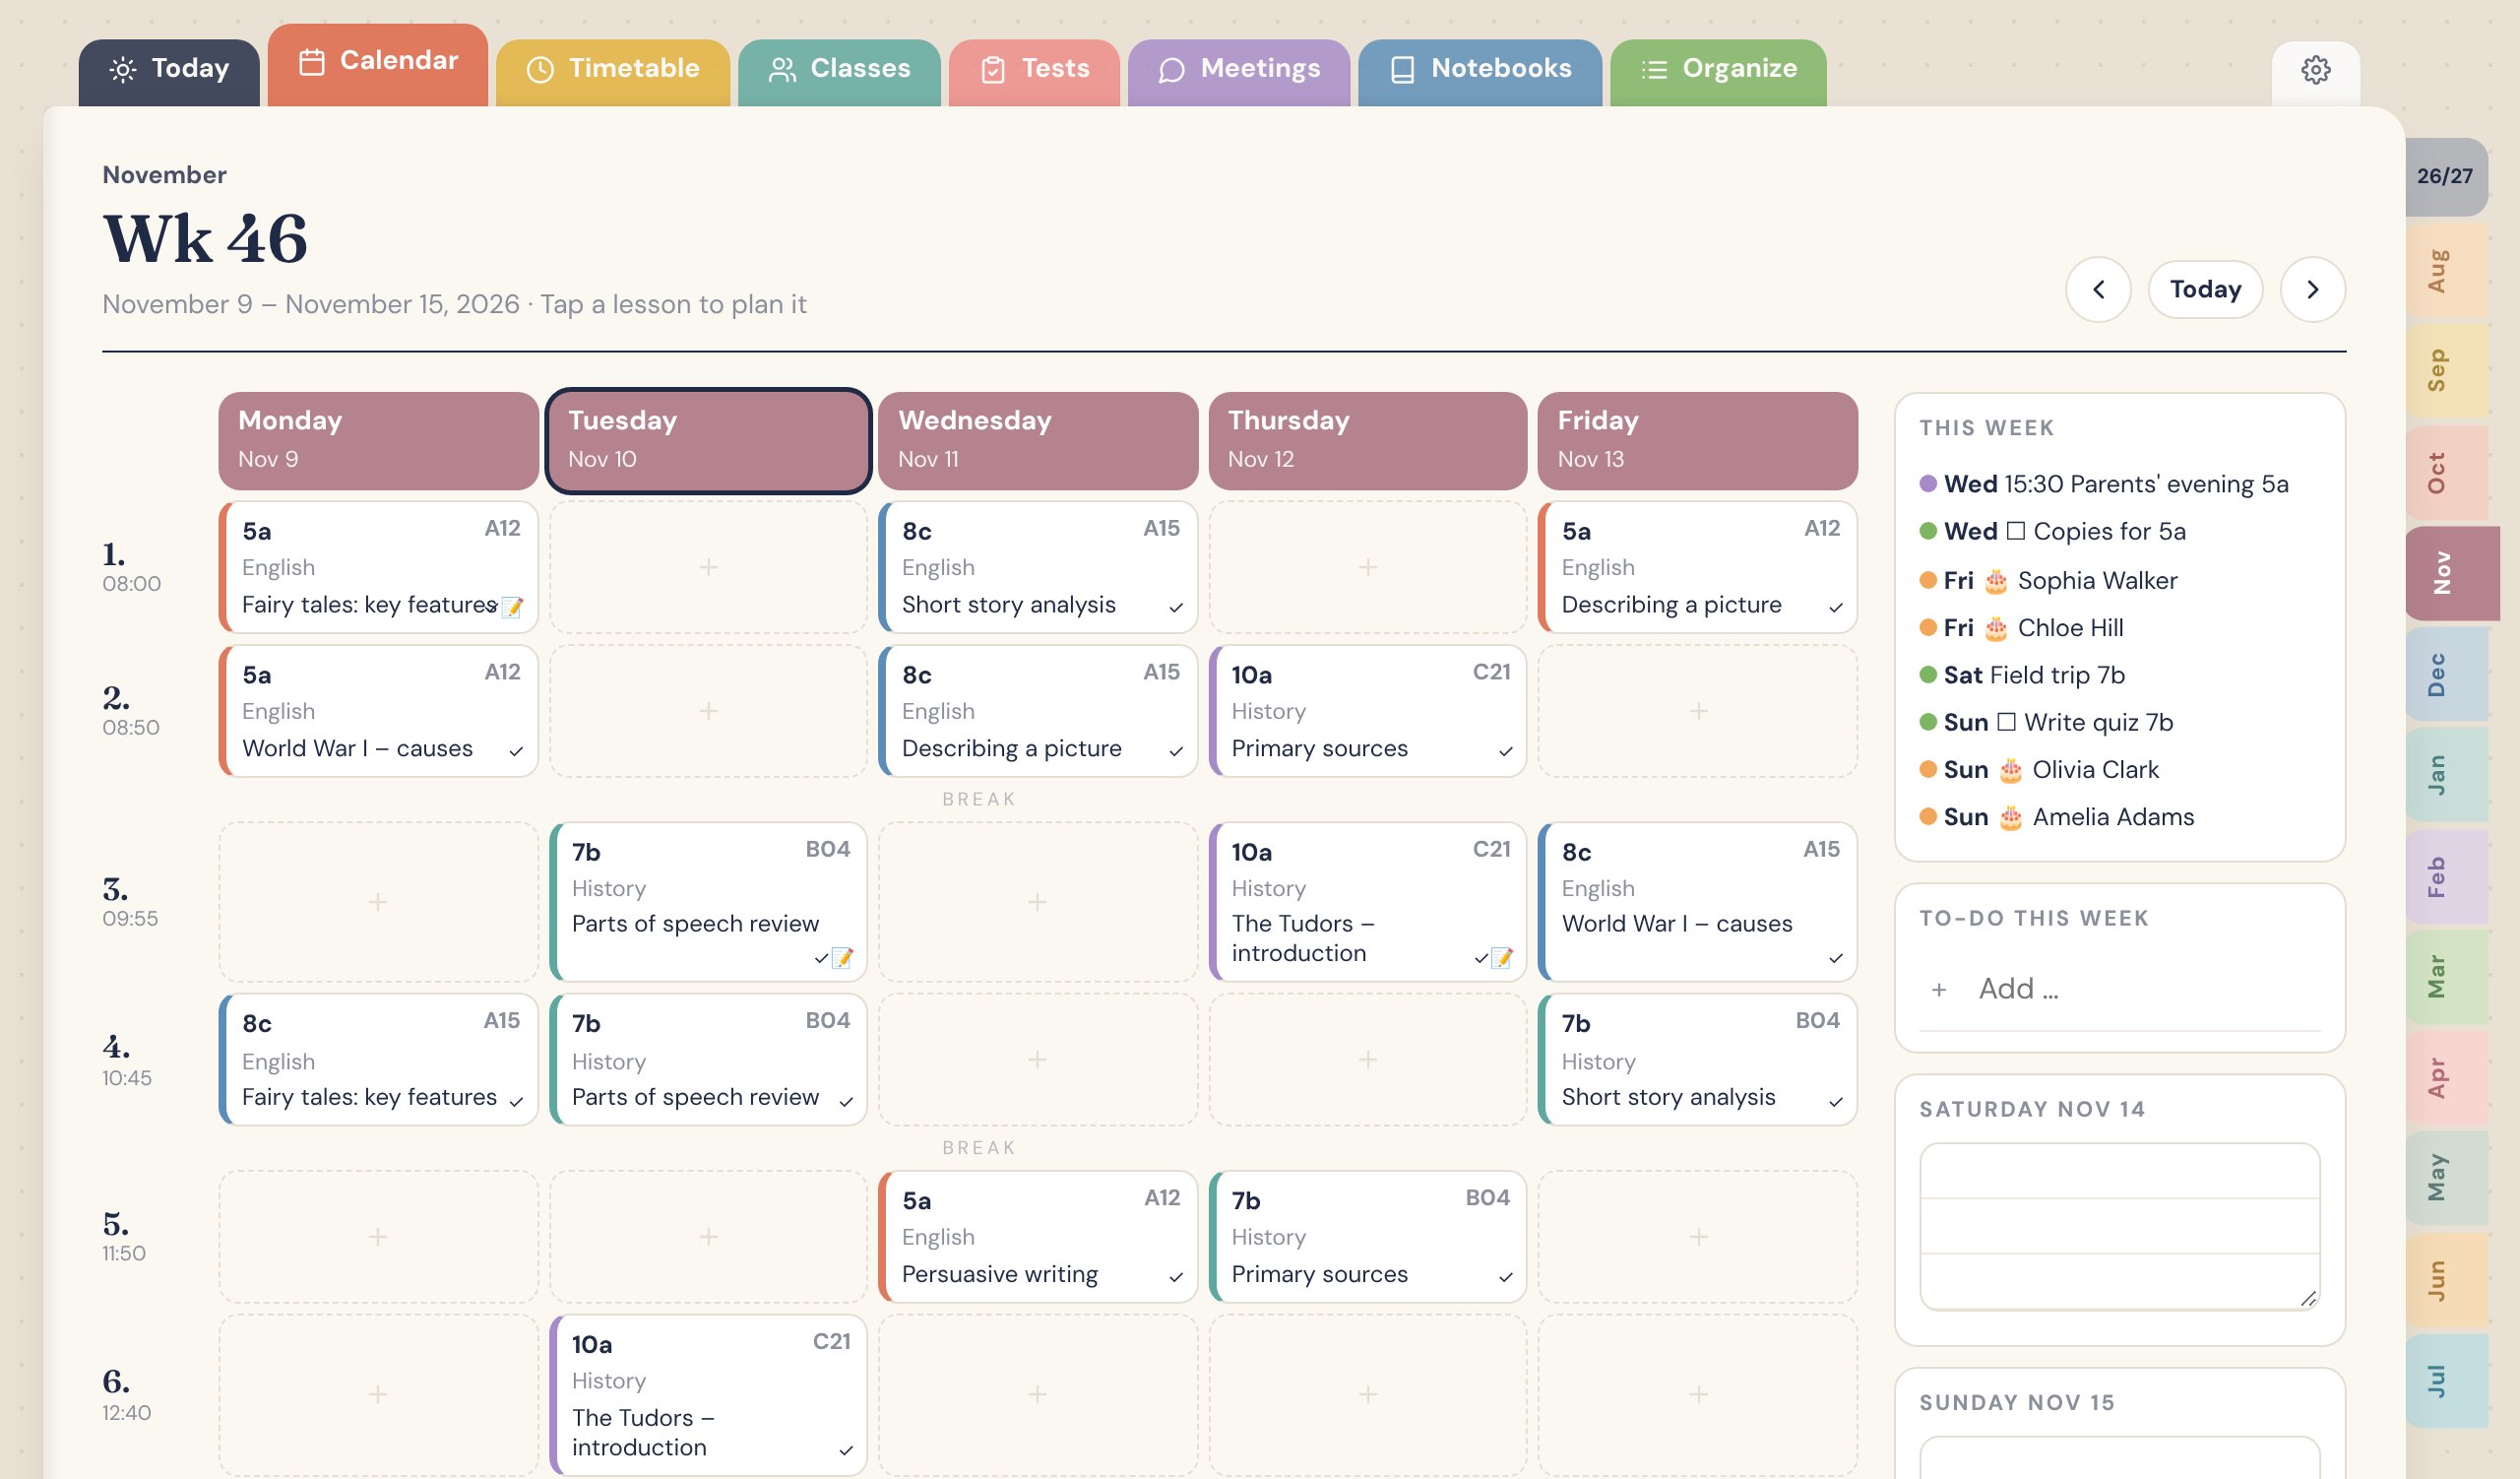 Today
Calendar
Timetable
Classes
Tests
Meetings
Notebooks
Organize
November
Wk 46
November 9 – November 15, 2026 · Tap a lesson to plan it
Today
Monday
Nov 9
Tuesday
Nov 10
Wednesday
Nov 11
Thursday
Nov 12
Friday
Nov 13
1.
08:00
5a A12
English
Fairy tales: key features
8c A15
English
Short story analysis
5a A12
English
Describing a picture
2.
08:50
5a A12
English
World War I – causes
8c A15
English
Describing a picture
10a C21
History
Primary sources
BREAK
3.
09:55
7b B04
History
Parts of speech review
10a C21
History
The Tudors –
introduction
8c A15
English
World War I – causes
4.
10:45
8c A15
English
Fairy tales: key features
7b B04
History
Parts of speech review
7b B04
History
Short story analysis
BREAK
5.
11:50
5a A12
English
Persuasive writing
7b B04
History
Primary sources
6.
12:40
10a C21
History
The Tudors –
introduction
THIS WEEK
Wed 15:30 Parents' evening 5a
Wed ☐ Copies for 5a
Fri 🎂 Sophia Walker
Fri 🎂 Chloe Hill
Sat Field trip 7b
Sun ☐ Write quiz 7b
Sun 🎂 Olivia Clark
Sun 🎂 Amelia Adams
TO-DO THIS WEEK
+ Add ...
SATURDAY NOV 14
SUNDAY NOV 15
26/27
Aug
Sep
Oct
Nov
Dec
Jan
Feb
Mar
Apr
May
Jun
Jul